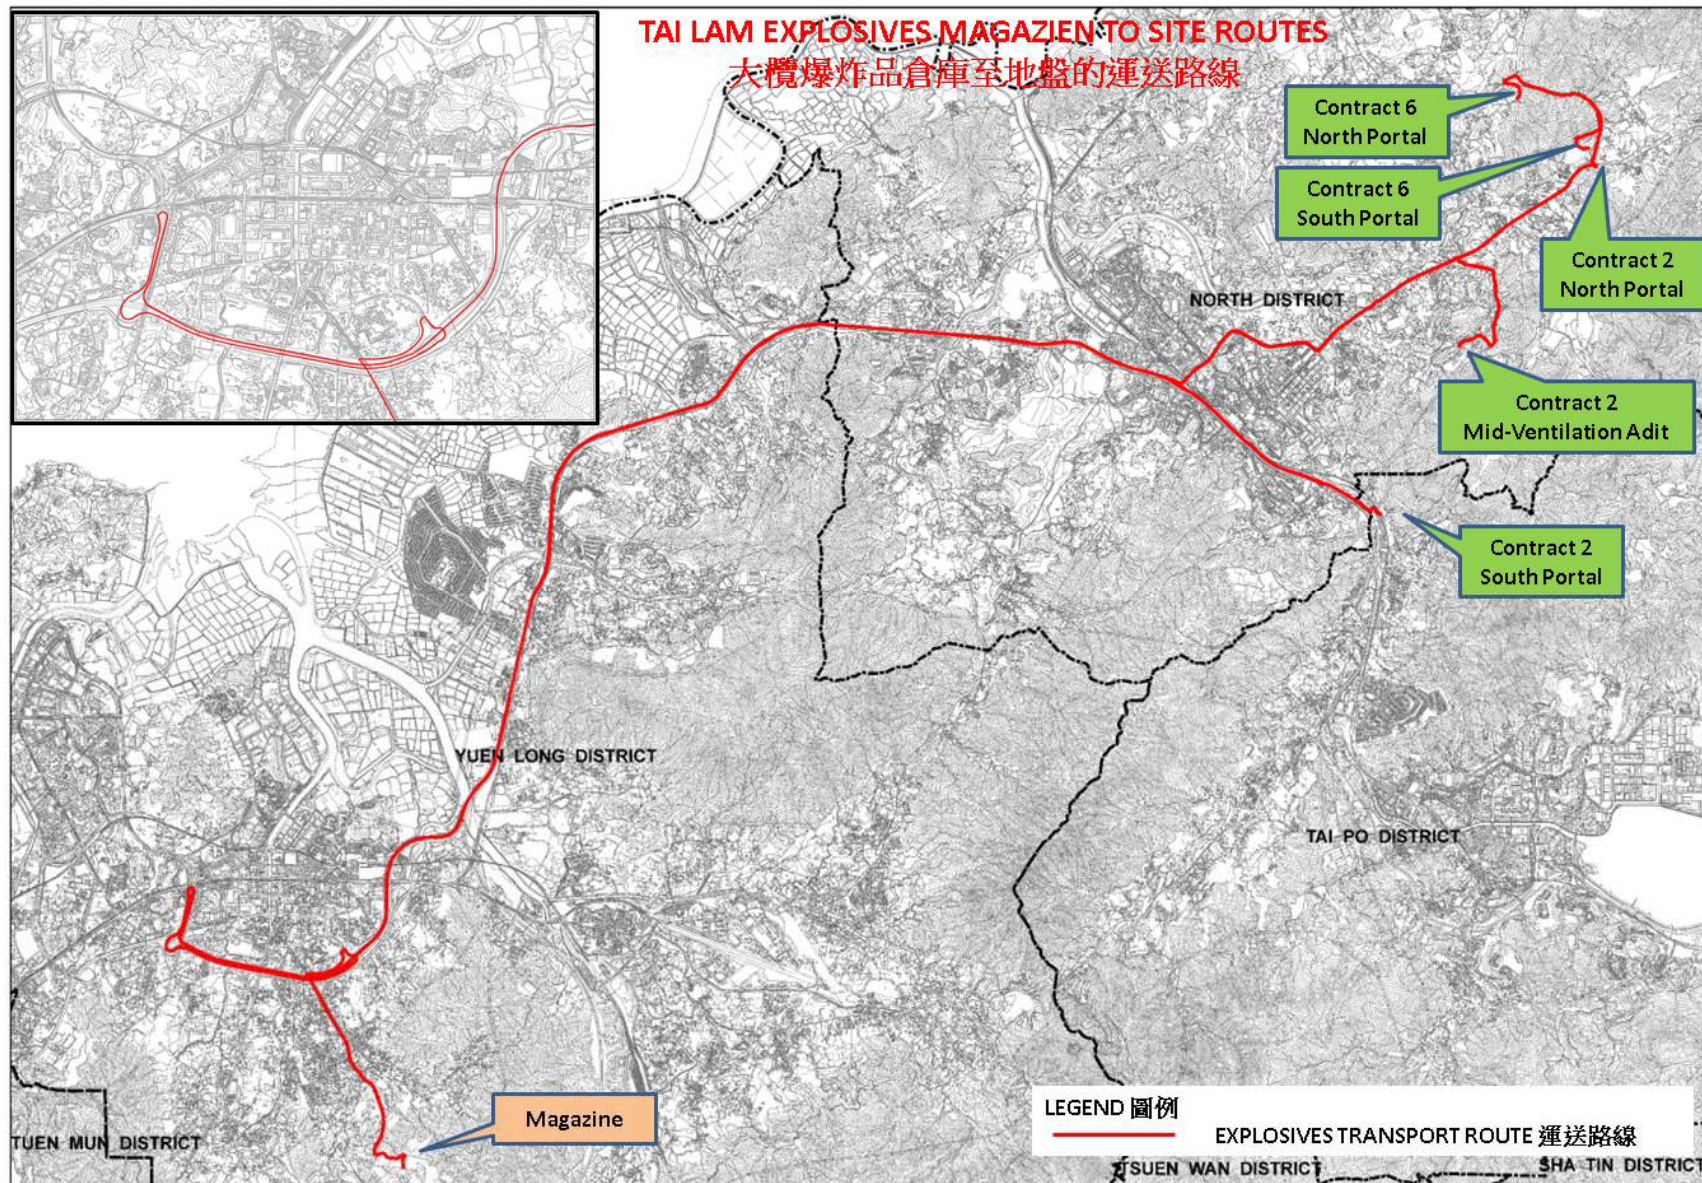 TAI LAM EXPLOSIVES MAGAZIEN TO SITE ROUTES
大欖爆炸品倉庫至地盤的運送路線
Contract 6
North Portal
Contract 6
South Portal
Contract 2
North Portal
NORTH DISTRICT
Contract 2
Mid-Ventilation Adit
Contract 2
South Portal
YUEN LONG DISTRICT
TAI PO DISTRICT
Magazine
LEGEND 圖例
EXPLOSIVES TRANSPORT ROUTE 運送路線
TUEN MUN DISTRICT
TSUEN WAN DISTRICT
SHA TIN DISTRICT